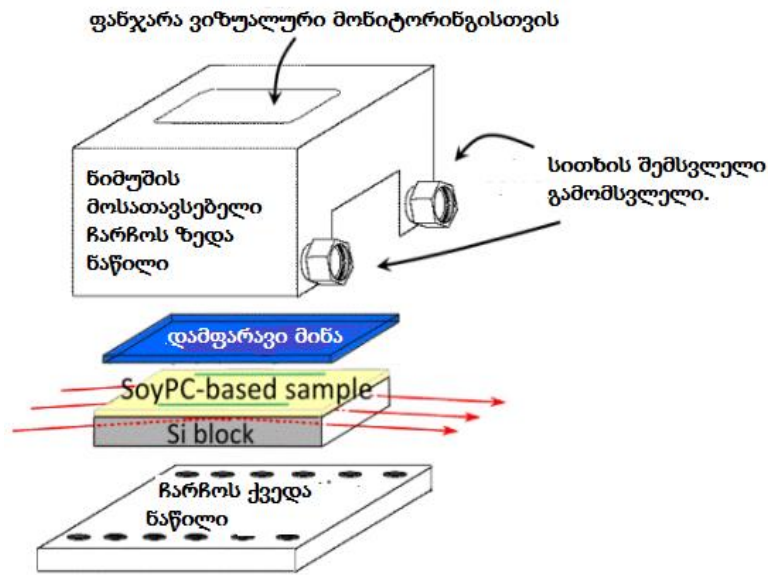 ფანჯარა ვიზუალური მონიტორინგისთვის
სითხის შემსვლელი
გამომსვლელი.
ნიმუშის
მოსათავსებელი
ჩარჩოს ზედა
ნაწილი
დამფარავი მინა
SoyPC-based sample
Si block
ჩარჩოს ქვედა
ნაწილი